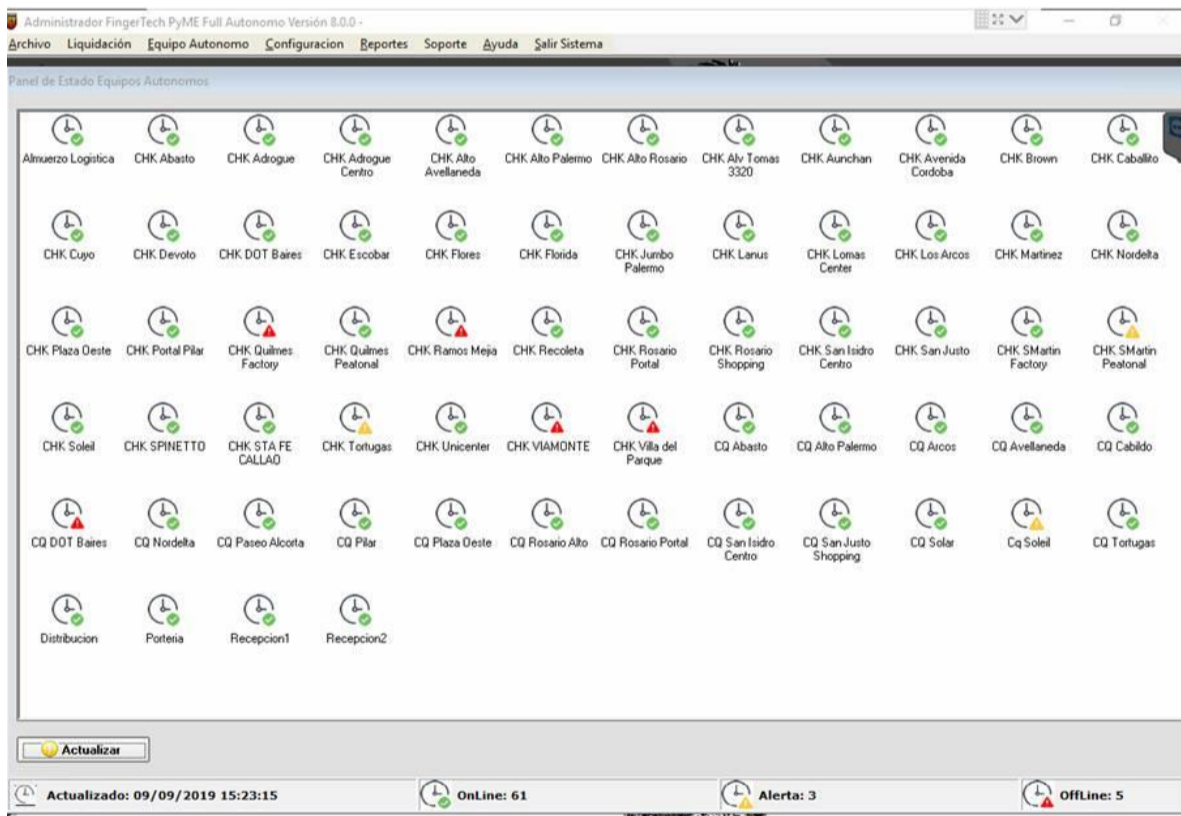 Administrador FingerTech PyME Full Autonomo Versión 8.0.0 -
Archivo Liquidación Equipo Autonomo Configuracion Reportes Soporte Ayuda Salir Sistema
Panel de Estado Equipos Autonomos
Almuerzo Logistica
CHK Abasto
CHK Adrogue
CHK Adrogue
Centro
CHK Alto
Avellaneda
CHK Alto Palermo
CHK Alto Rosario
CHK Alv Tomas
3320
CHK Aunchan
CHK Avenida
Cordoba
CHK Brown
CHK Caballito
CHK Cuyo
CHK Devoto
CHK DOT Baires
CHK Escobar
CHK Flores
CHK Florida
CHK Jumbo
Palermo
CHK Lanus
CHK Lomas
Center
CHK Los Arcos
CHK Martinez
CHK Nordelta
CHK Plaza Oeste
CHK Portal Pilar
CHK Quilmes
Factory
CHK Quilmes
Peatonal
CHK Ramos Mejia
CHK Recoleta
CHK Rosario
Portal
CHK Rosario
Shopping
CHK San Isidro
Centro
CHK San Justo
CHK SMartin
Factory
CHK SMartin
Peatonal
CHK Soleil
CHK SPINETTO
CHK STA FE
CALLAO
CHK Tortugas
CHK Unicenter
CHK VIAMONTE
CHK Villa del
Parque
CQ Abasto
CQ Alto Palermo
CQ Arcos
CQ Avellaneda
CQ Cabildo
CQ DOT Baires
CQ Nordelta
CQ Paseo Alcorta
CQ Pilar
CQ Plaza Oeste
CQ Rosario Alto
CQ Rosario Portal
CQ San Isidro
Centro
CQ San Justo
Shopping
CQ Solar
Cq Soleil
CQ Tortugas
Distribucion
Porteria
Recepcion1
Recepcion2
Actualizar
Actualizado: 09/09/2019 15:23:15
OnLine: 61
Alerta: 3
OffLine: 5